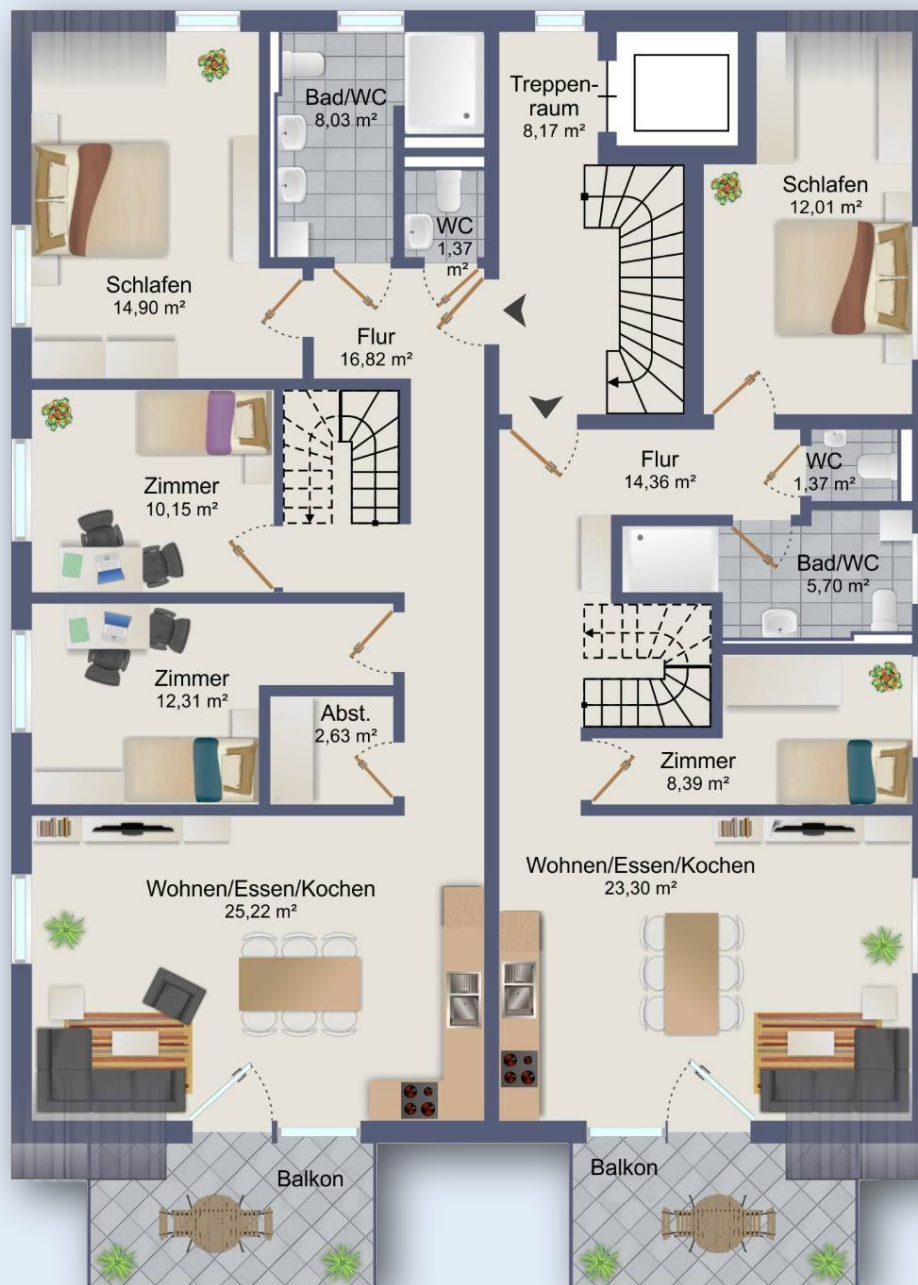 Bad/WC
8,03 m²
Treppen-
raum
8,17 m²
Schlafen
12,01 m²
WC
1,37
m²
Schlafen
14,90 m²
Flur
16,82 m²
Flur
14,36 m²
WC
1,37 m²
Zimmer
10,15 m²
Bad/WC
5,70 m²
Zimmer
12,31 m²
Abst.
2,63 m²
Zimmer
8,39 m²
Wohnen/Essen/Kochen
25,22 m²
Wohnen/Essen/Kochen
23,30 m²
Balkon
Balkon